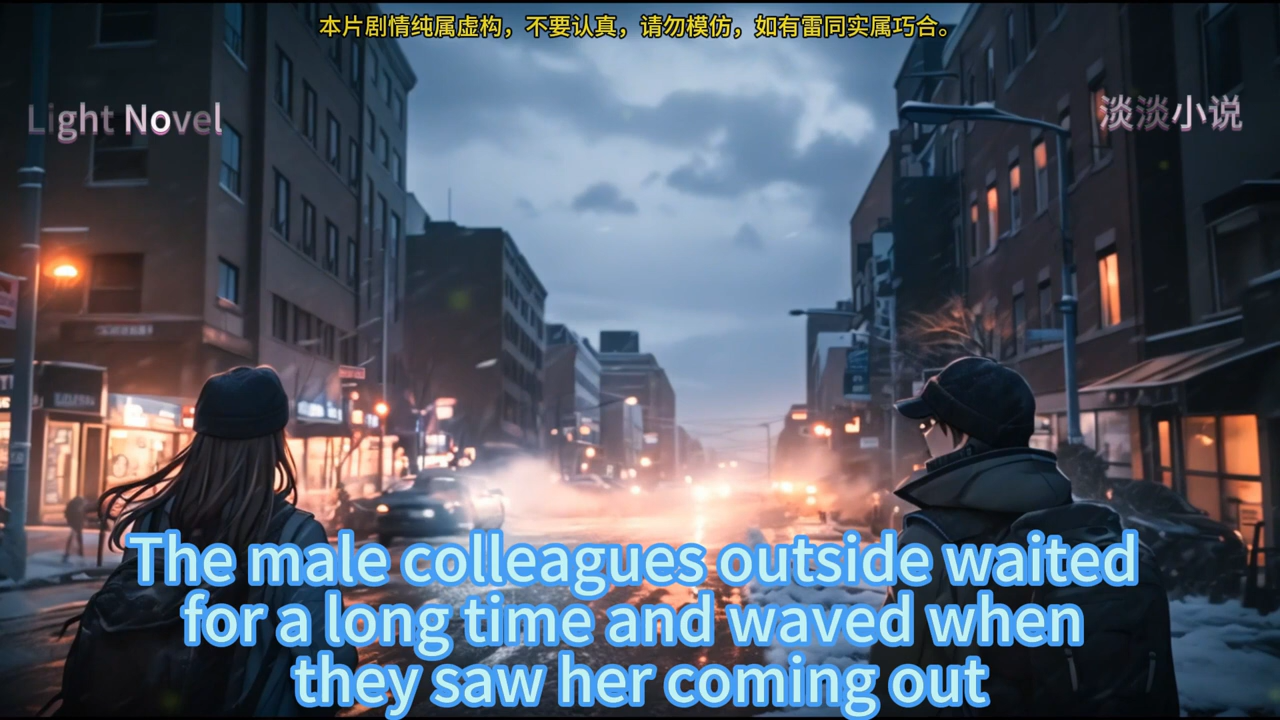 本片剧情纯属虚构，不要认真，请勿模仿，如有雷同实属巧合。
Light Novel
淡淡小说
The male colleagues outside waited
for a long time and waved when
they saw her coming out